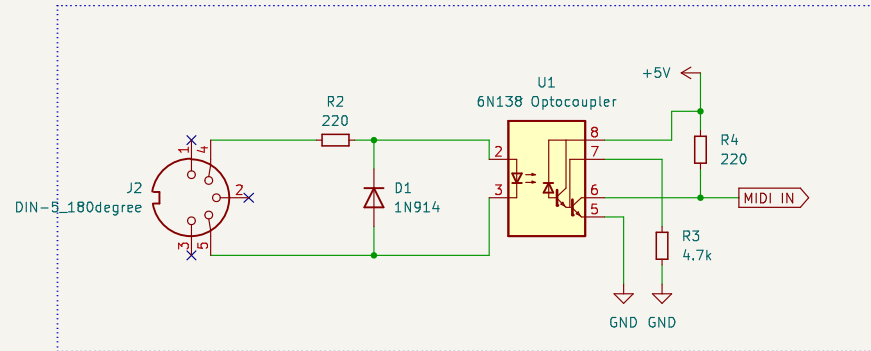 +5V
U1
6N138 Optocoupler
R2
220
8
R4
220
1
4
2
7
J2
DIN-5_180degree
2
D1
1N914
3
6
MIDI IN
5
3
5
R3
4.7k
GND GND